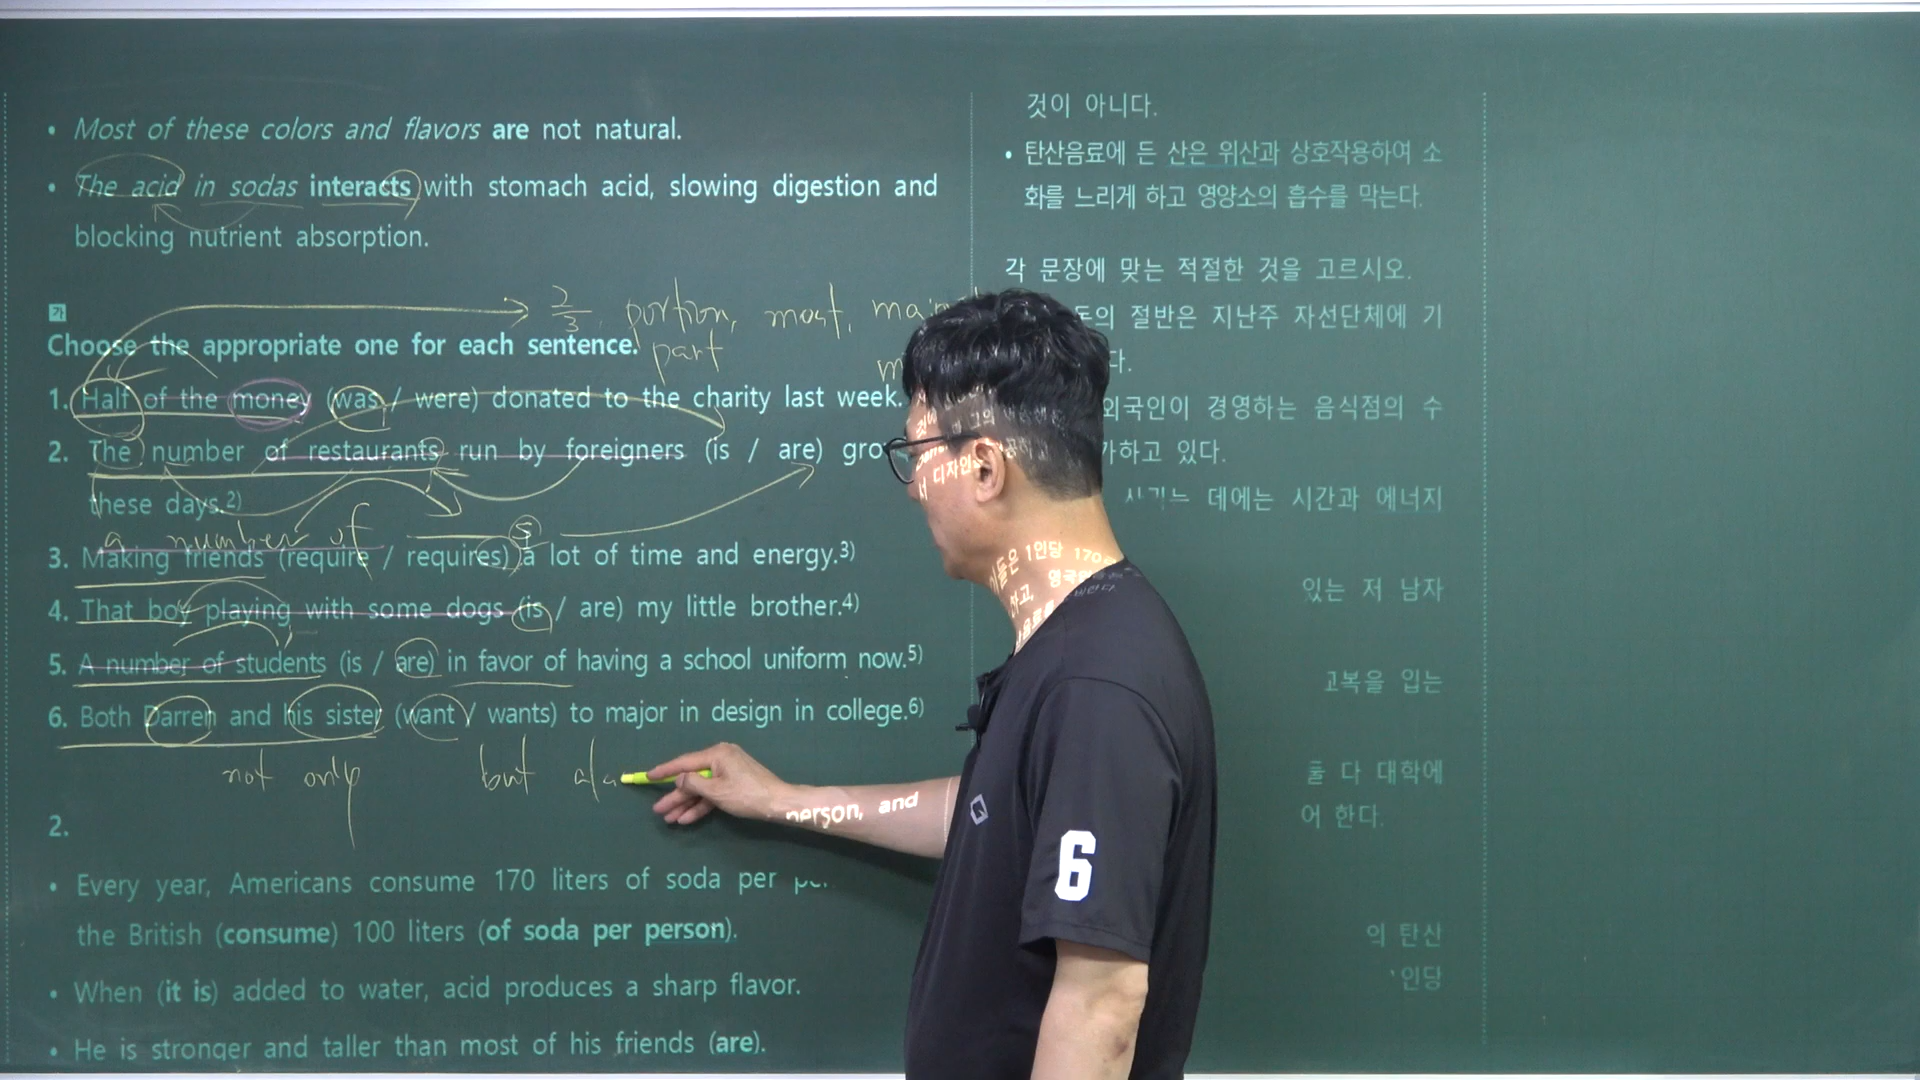 • Most of these colors and flavors are not natural.
• The acid in sodas interacts with stomach acid, slowing digestion and
blocking nutrient absorption.
가
2/3, portion, most,
part
Choose the appropriate one for each sentence.
1. Half of the money (was / were) donated to the charity last week.
2. The number of restaurants run by foreigners (is / are)
these days.2)
a number of s
3. Making friends (require / requires) a lot of time and energy.3)
4. That boy playing with some dogs (is / are) my little brother.4)
5. A number of students (is / are) in favor of having a school uniform now.5)
6. Both Darren and his sister (want / wants) to major in design in college.6)
not only but
2.
• Every year, Americans consume 170 liters of soda per person, and
the British (consume) 100 liters (of soda per person).
• When (it is) added to water, acid produces a sharp flavor.
• He is stronger and taller than most of his friends (are).
것이 아니다.
• 탄산음료에 든 산은 위산과 상호작용하여 소
화를 느리게 하고 영양소의 흡수를 막는다.
각 문장에 맞는 적절한 것을 고르시오.
절반은 지난주 자선단체에 기
경영하는 음식점의 수
있다.
데에는 시간과 에너지
있는 저 남자
입는
다 대학에
어 한다.
의 탄산
인당
6